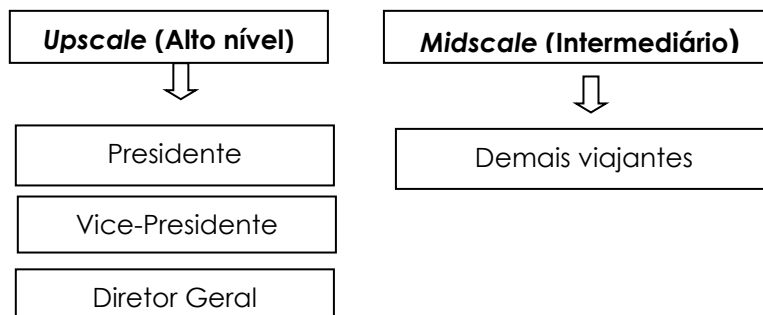 Upscale (Alto nível)
Midscale (Intermediário)
Presidente
Demais viajantes
Vice-Presidente
Diretor Geral